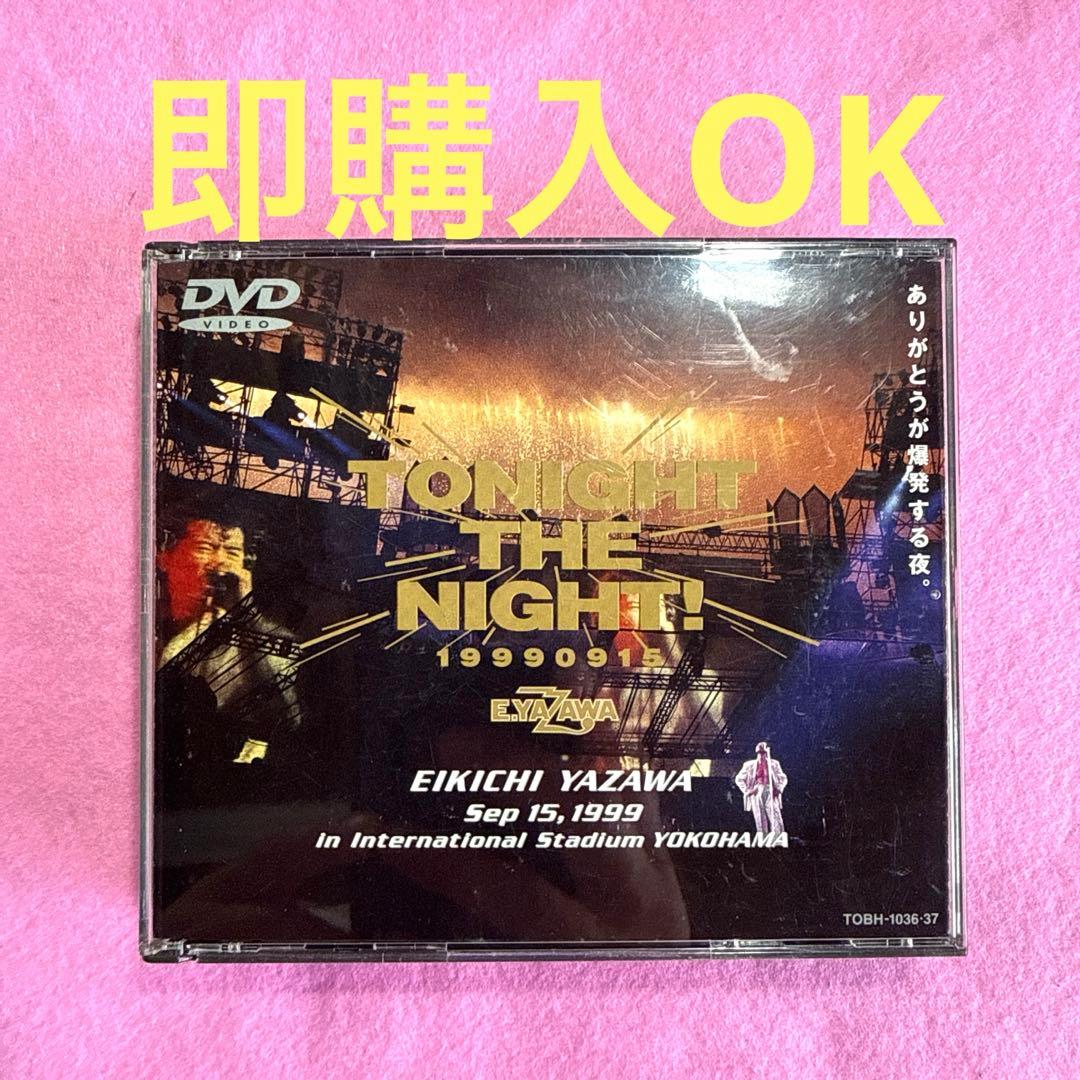 即購入OK
DVD
VIDEO
ありがとうが爆発する夜。
TONIGHT
THE
NIGHT!
19990915
E.YAZAWA
EIKICHI YAZAWA
Sep 15, 1999
in International Stadium YOKOHAMA
TOBH-1036·37